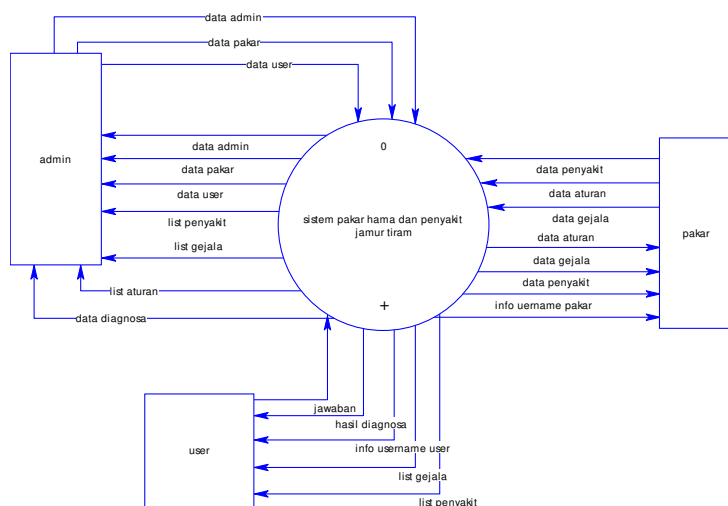 data admin
data pakar
data user
admin
data admin
data pakar
data user
list penyakit
list gejala
list aturan
data diagnosa
0
sistem pakar hama dan penyakit
jamur tiram
+
data penyakit
data aturan
data gejala
pakar
data aturan
data gejala
data penyakit
info uername pakar
user
jawaban
hasil diagnosa
info username user
list gejala
list penyakit